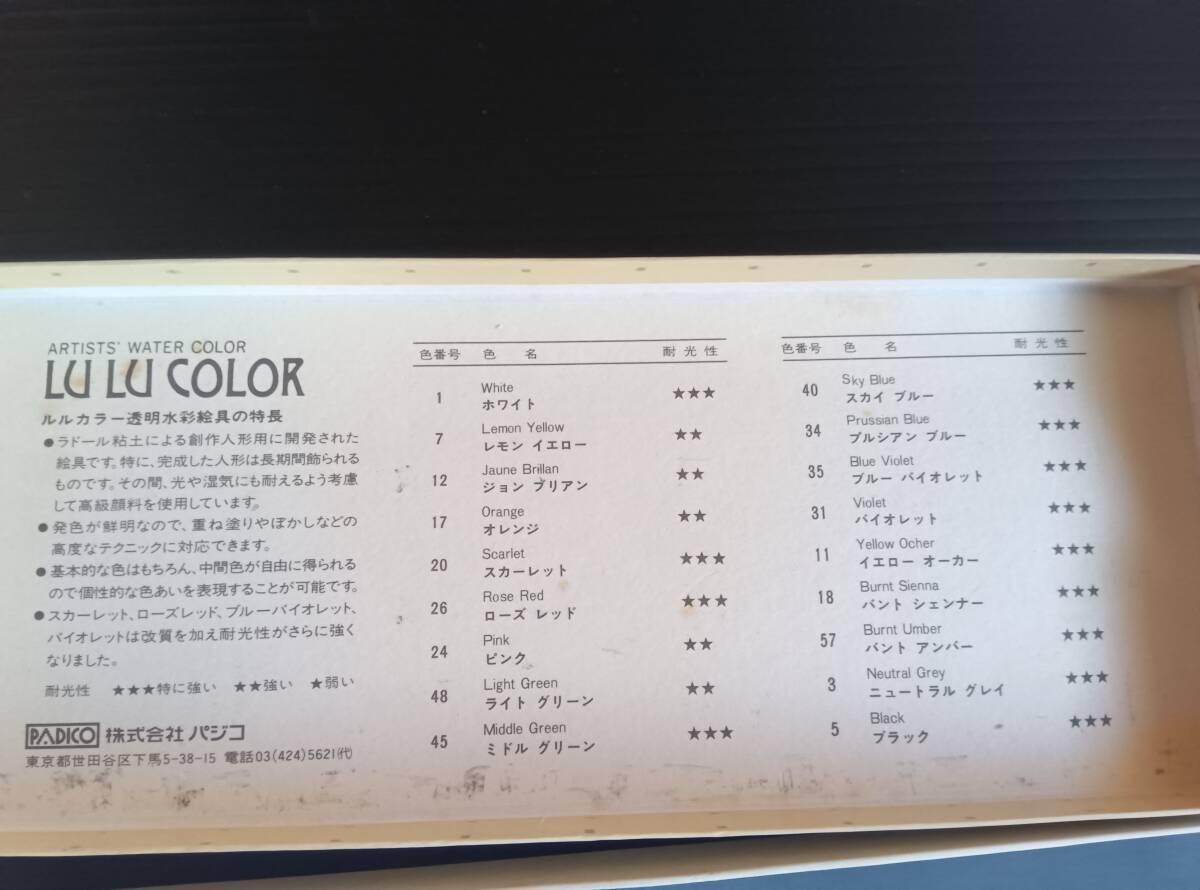 ARTISTS' WATER COLOR
LU LU COLOR
ルルカラー透明水彩絵具の特長
●ラドール粘土による創作人形用に開発された
絵具です。特に、完成した人形は長期間飾られる
ものです。その間、光や湿気にも耐えるよう考慮
して高級顔料を使用しています。
●発色が鮮明なので、重ね塗りやぼかしなどの
高度なテクニックに対応できます。
●基本的な色はもちろん、中間色が自由に得られる
ので個性的な色あいを表現することが可能です。
●スカーレット、ローズレッド、ブルーバイオレット、
バイオレットは改質を加え耐光性がさらに強く
なりました。
耐光性 ★★★特に強い ★★強い ★弱い
PADICO 株式会社 パジコ
東京都世田谷区下馬5-38-15 電話03(424)5621(代)
色番号 色名 耐光性
1 White ★★★
ホワイト
7 Lemon Yellow ★★
レモン イエロー
12 Jaune Brillan ★★
ジョン ブリアン
17 Orange ★★
オレンジ
20 Scarlet ★★★
スカーレット
26 Rose Red ★★★
ローズ レッド
24 Pink ★★
ピンク
48 Light Green ★★
ライト グリーン
45 Middle Green ★★★
ミドル グリーン
色番号 色名 耐光性
40 Sky Blue ★★★
スカイ ブルー
34 Prussian Blue ★★★
プルシアン ブルー
35 Blue Violet ★★★
ブルー バイオレット
31 Violet ★★★
バイオレット
11 Yellow Ocher ★★★
イエロー オーカー
18 Burnt Sienna ★★★
バント シェンナー
57 Burnt Umber ★★★
バント アンバー
3 Neutral Grey ★★★
ニュートラル グレイ
5 Black ★★★
ブラック